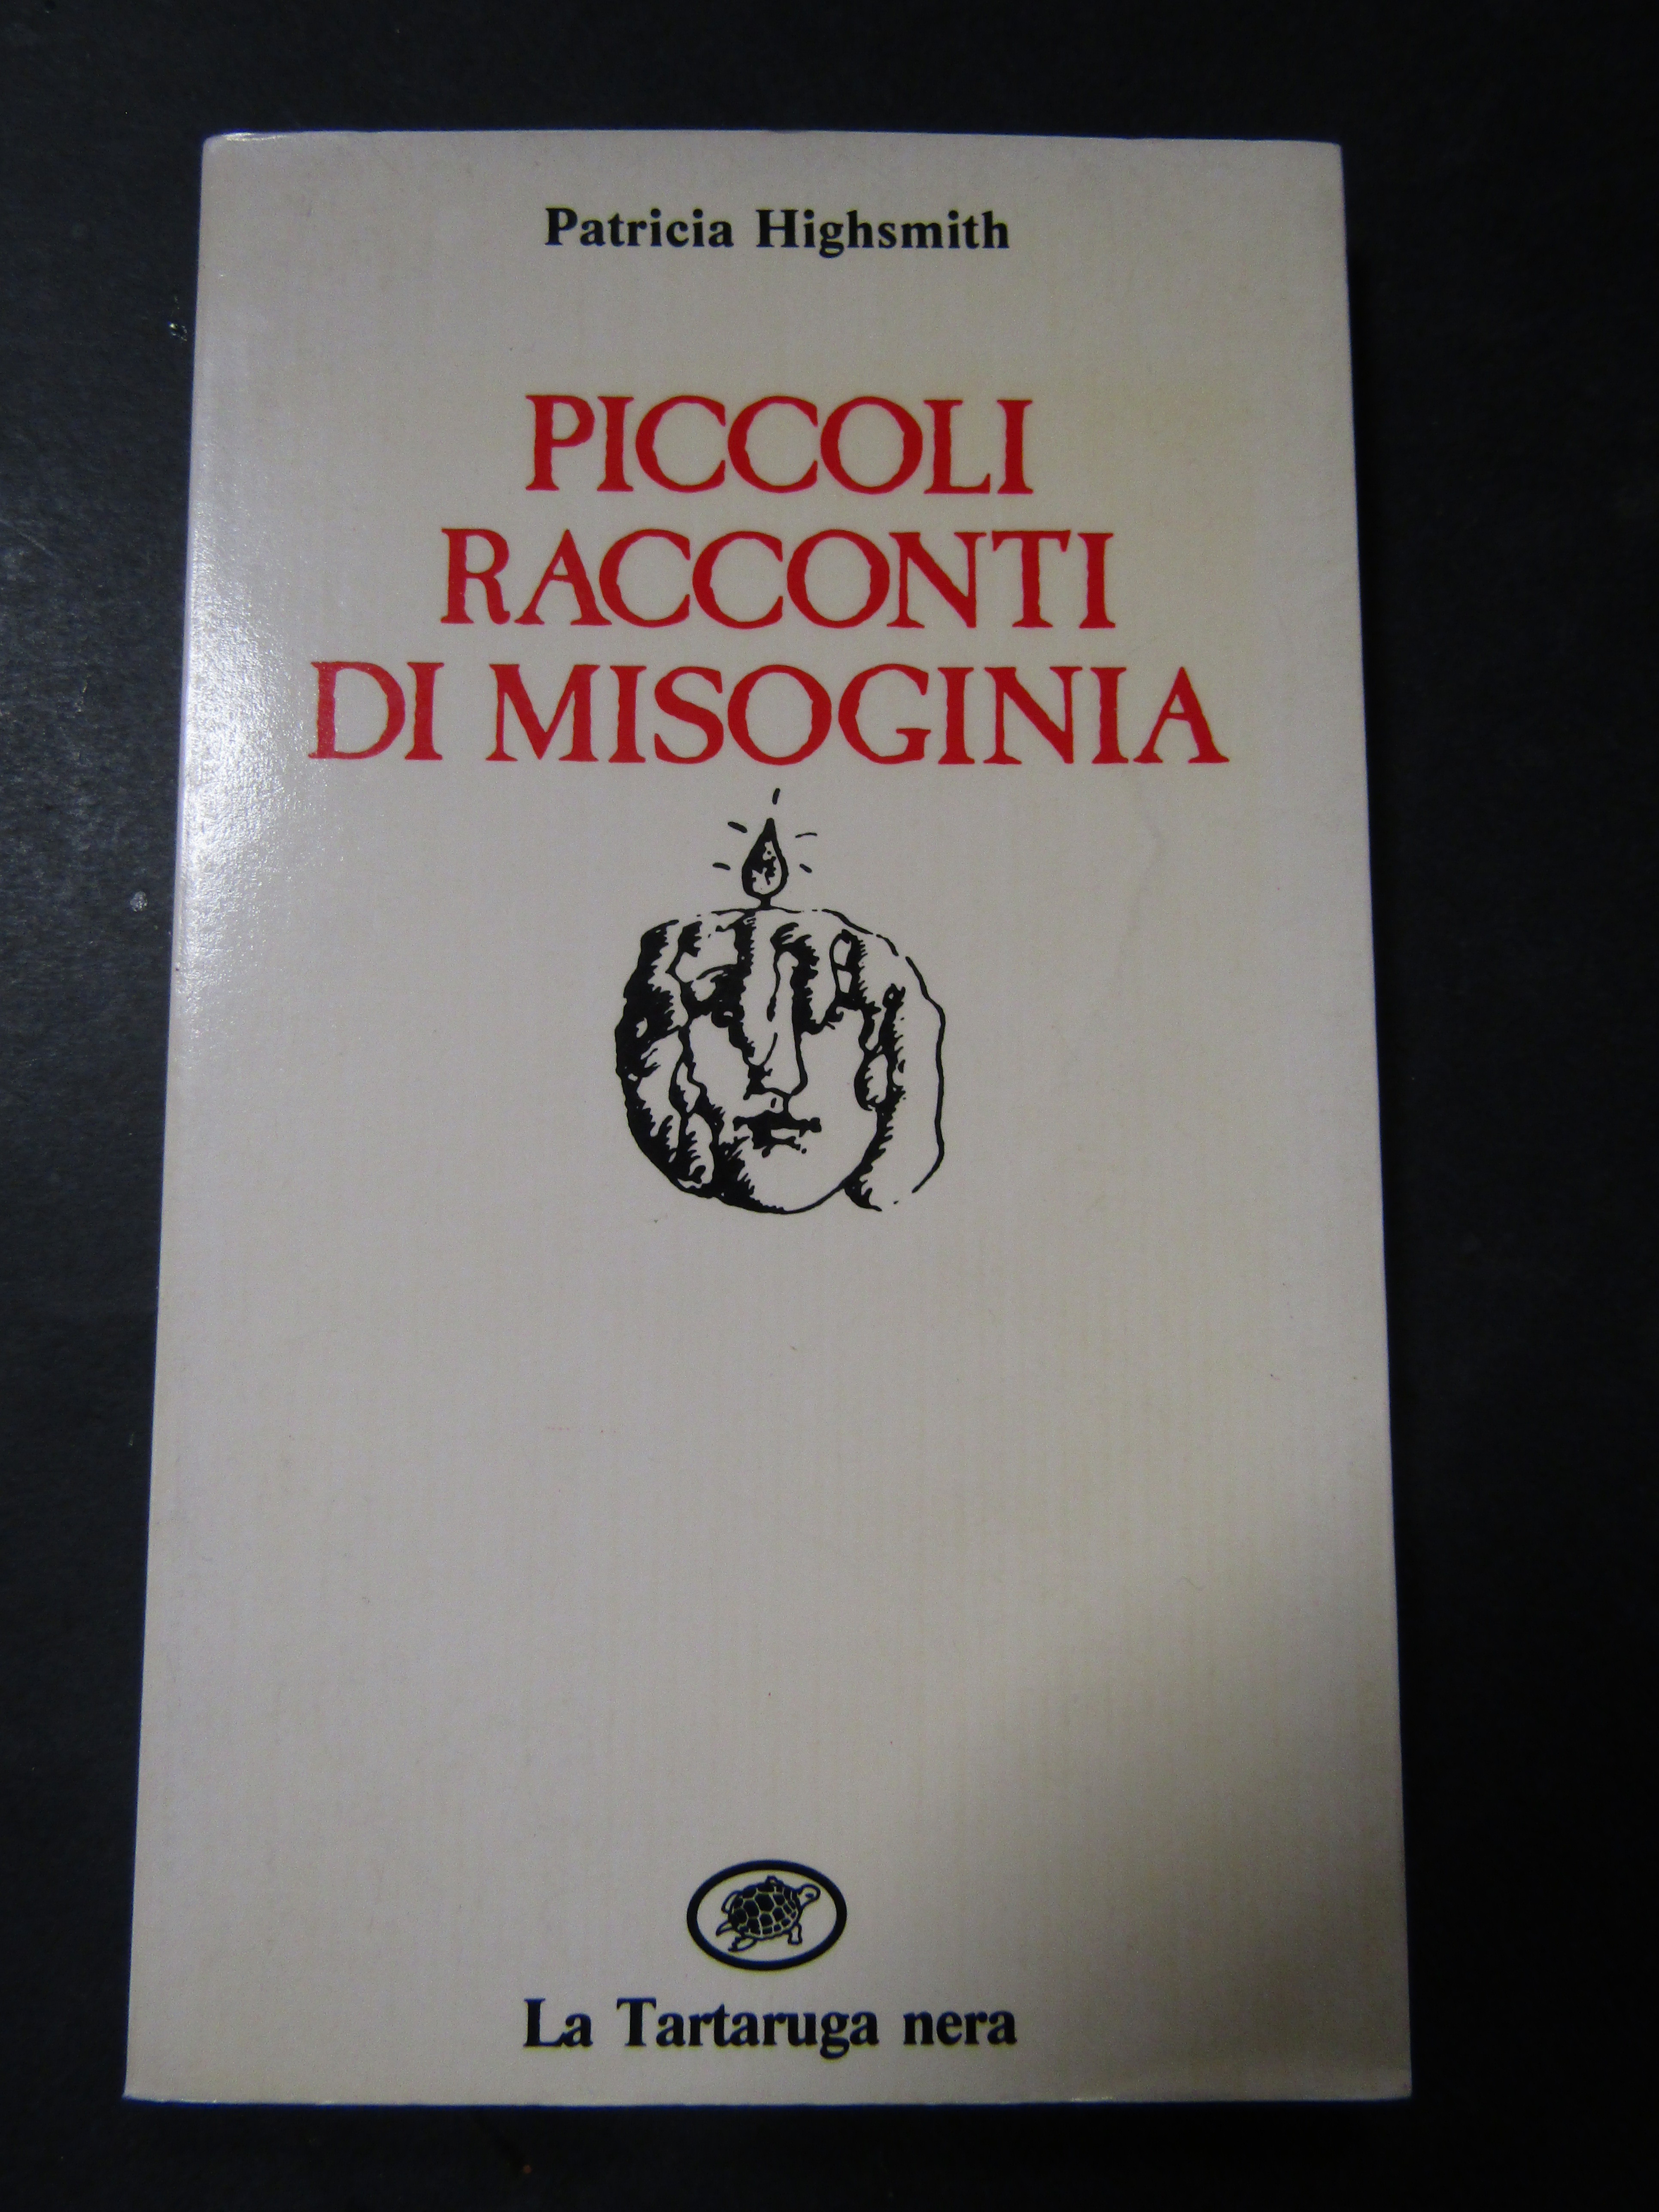 Patricia Highsmith
PICCOLI
RACCONTI
DI MISOGINIA
La Tartaruga nera